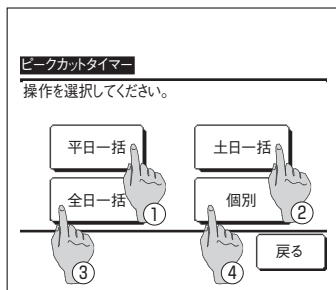 ピークカットタイマー
操作を選択してください。
平日一括 土日一括
① ②
全日一括 個別
③ ④
戻る